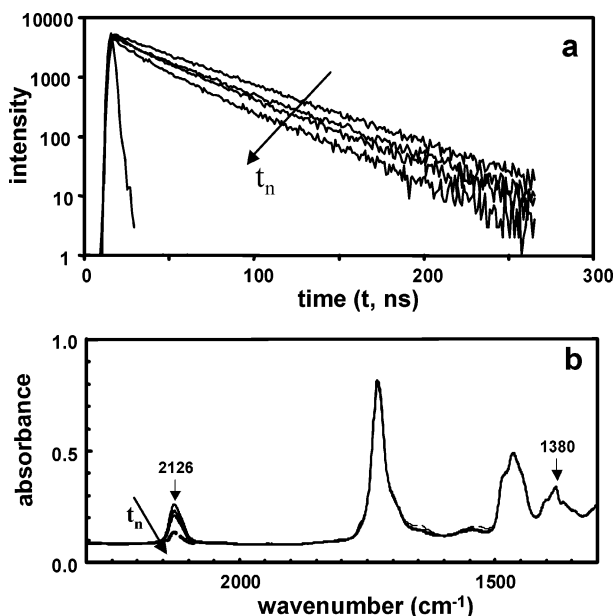 10000
1000
100
10
1
intensity
a
tn
0
100
200
300
time (t, ns)
b
1.0
0.5
0.0
absorbance
2126
1380
tn
2000
1500
wavenumber (cm-1)